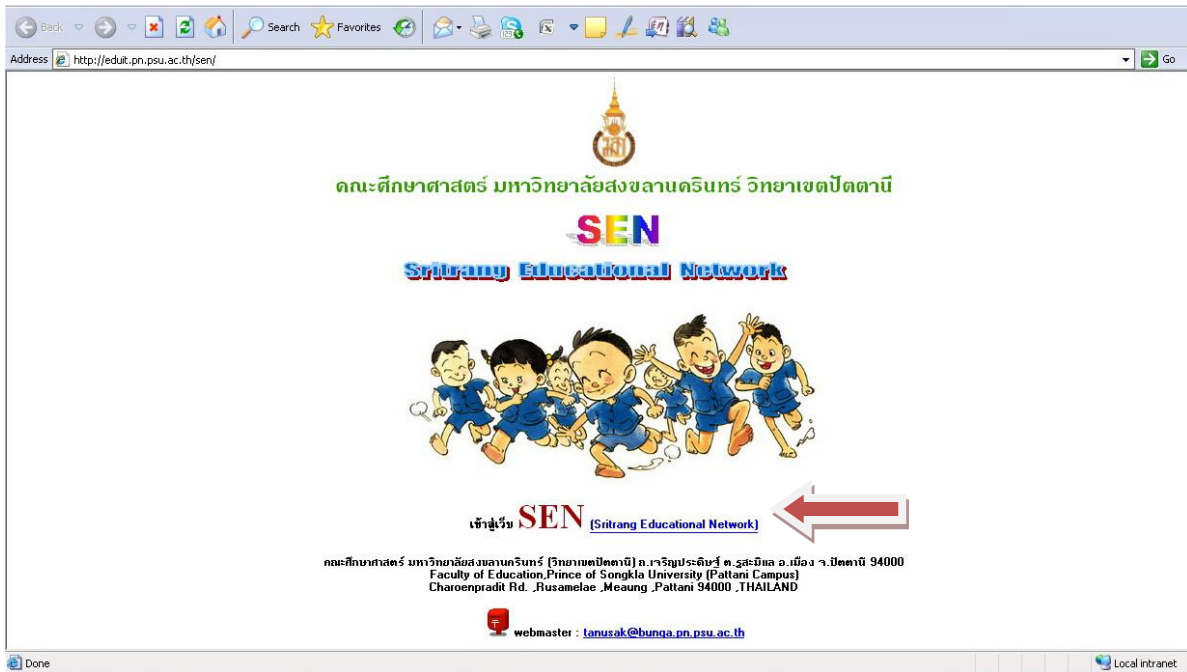 Back Search Favorites
Address http://eduit.pn.psu.ac.th/sen/ Go
คณะศึกษาศาสตร์ มหาวิทยาลัยสงขลานครินทร์ วิทยาเขตปัตตานี
SEN
Sritrang Educational Network
เข้าสู่เว็บ SEN (Sritrang Educational Network)
คณะศึกษาศาสตร์ มหาวิทยาลัยสงขลานครินทร์ (วิทยาเขตปัตตานี) ถ.เจริญประดิษฐ์ ต.รูสะมิแล อ.เมือง จ.ปัตตานี 94000
Faculty of Education,Prince of Songkla University (Pattani Campus)
Charoenpradit Rd. ,Rusamelae ,Meaung ,Pattani 94000 ,THAILAND
webmaster : tanusak@bunga.pn.psu.ac.th
Done Local intranet